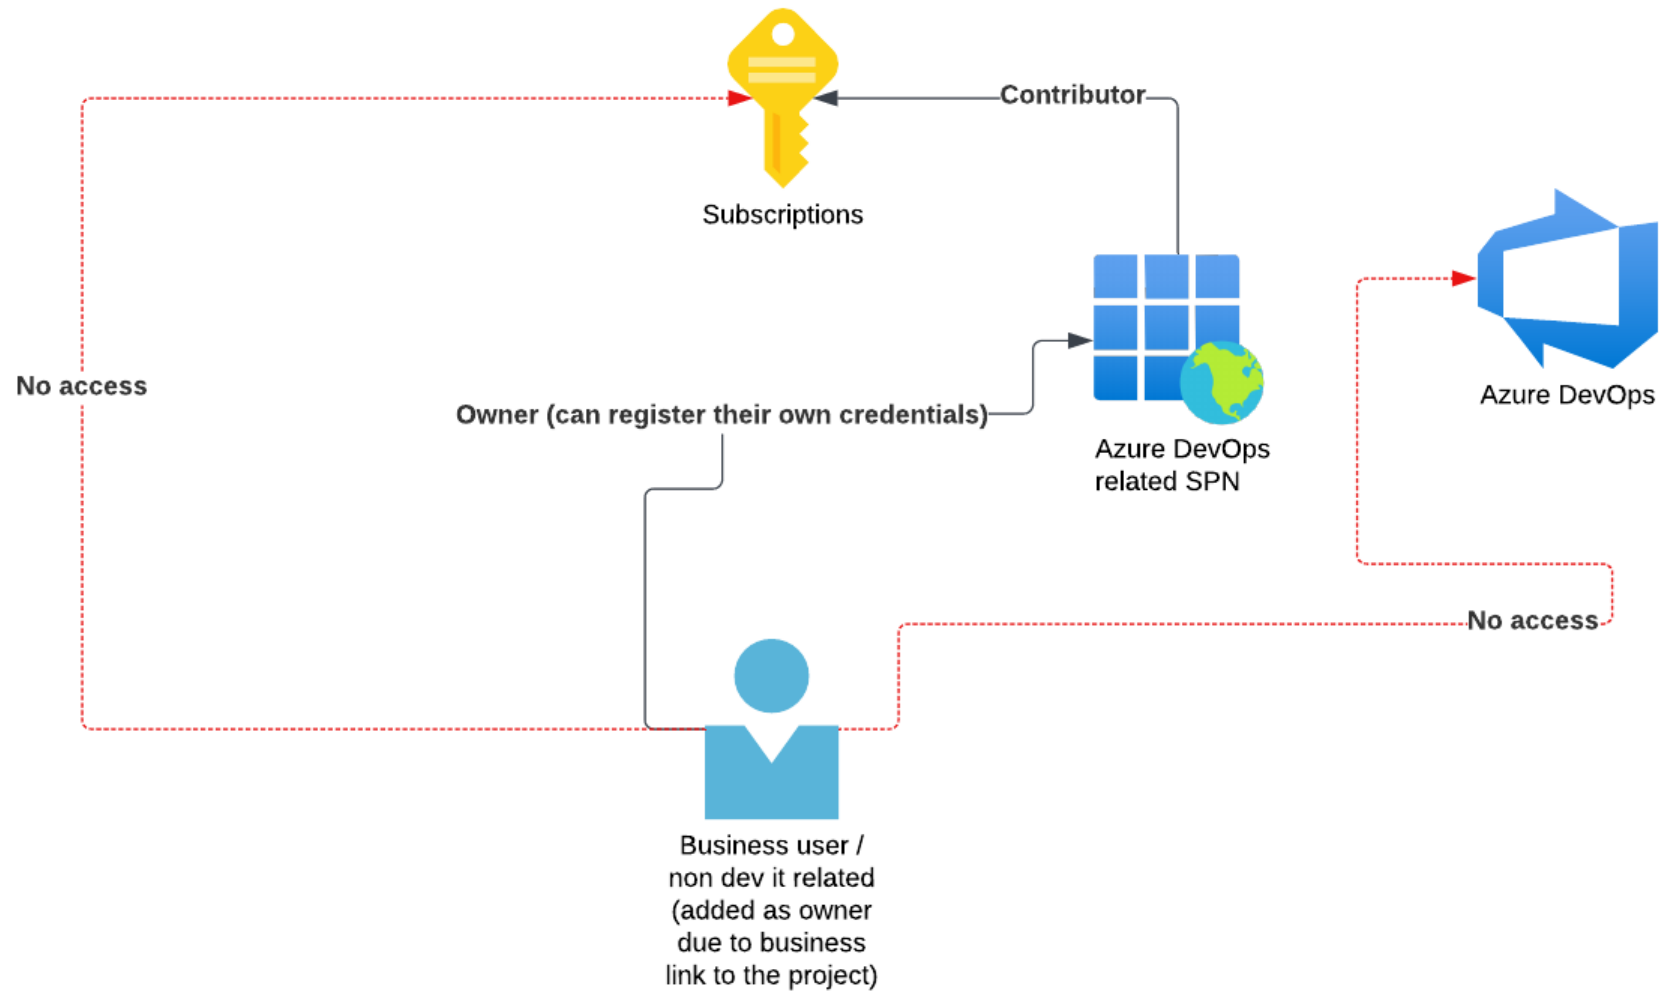 Contributor
Subscriptions
No access
Owner (can register their own credentials)
Azure DevOps
Azure DevOps
related SPN
No access
Business user /
non dev it related
(added as owner
due to business
link to the project)